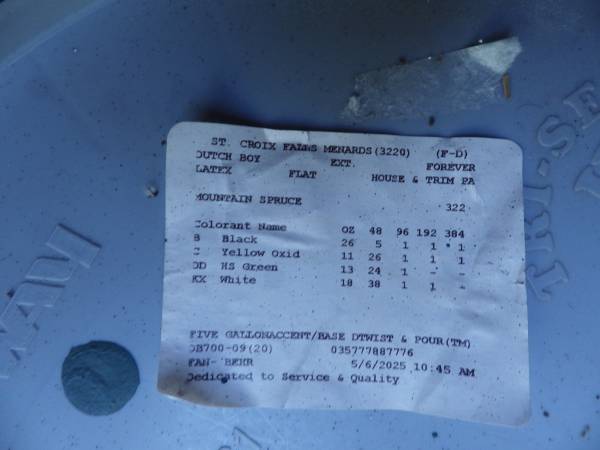 ST. CROIX FALLS MENARDS(3220) (F-D)
DUTCH BOY EXT. FOREVER
LATEX FLAT HOUSE & TRIM PA
MOUNTAIN SPRUCE 322
Colorant Name OZ 48 96 192 384
B Black 26 5 1 1 1
C Yellow Oxid 11 26 1 1 1
DD HS Green 13 24 1 - -
KX White 18 38 1 1 -
FIVE GALLONACCENT/BASE DTWIST & POUR(TM)
DB700-09(20) 035777887776
FAN- BEHR 5/6/2025 10:45 AM
Dedicated to Service & Quality
TRI-SE